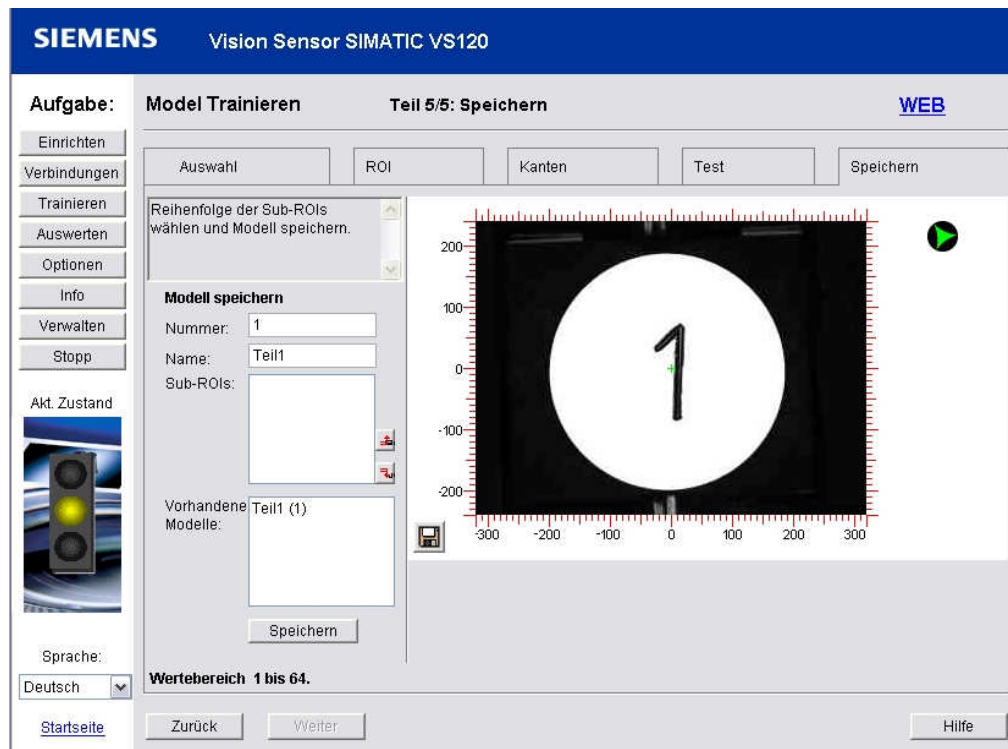 SIEMENS Vision Sensor SIMATIC VS120
Aufgabe: Model Trainieren Teil 5/5: Speichern WEB
Einrichten
Verbindungen
Trainieren
Auswerten
Optionen
Info
Verwalten
Stopp
Akt. Zustand
Sprache:
Deutsch
Startseite
Auswahl ROI Kanten Test Speichern
Reihenfolge der Sub-ROIs
wählen und Modell speichern.
Modell speichern
Nummer: 1
Name: Teil1
Sub-ROIs:
Vorhandene Teil1 (1)
Modelle:
Speichern
Wertebereich 1 bis 64.
200
100
0
-100
-200
-300 -200 -100 0 100 200 300
1
Zurück Weiter Hilfe